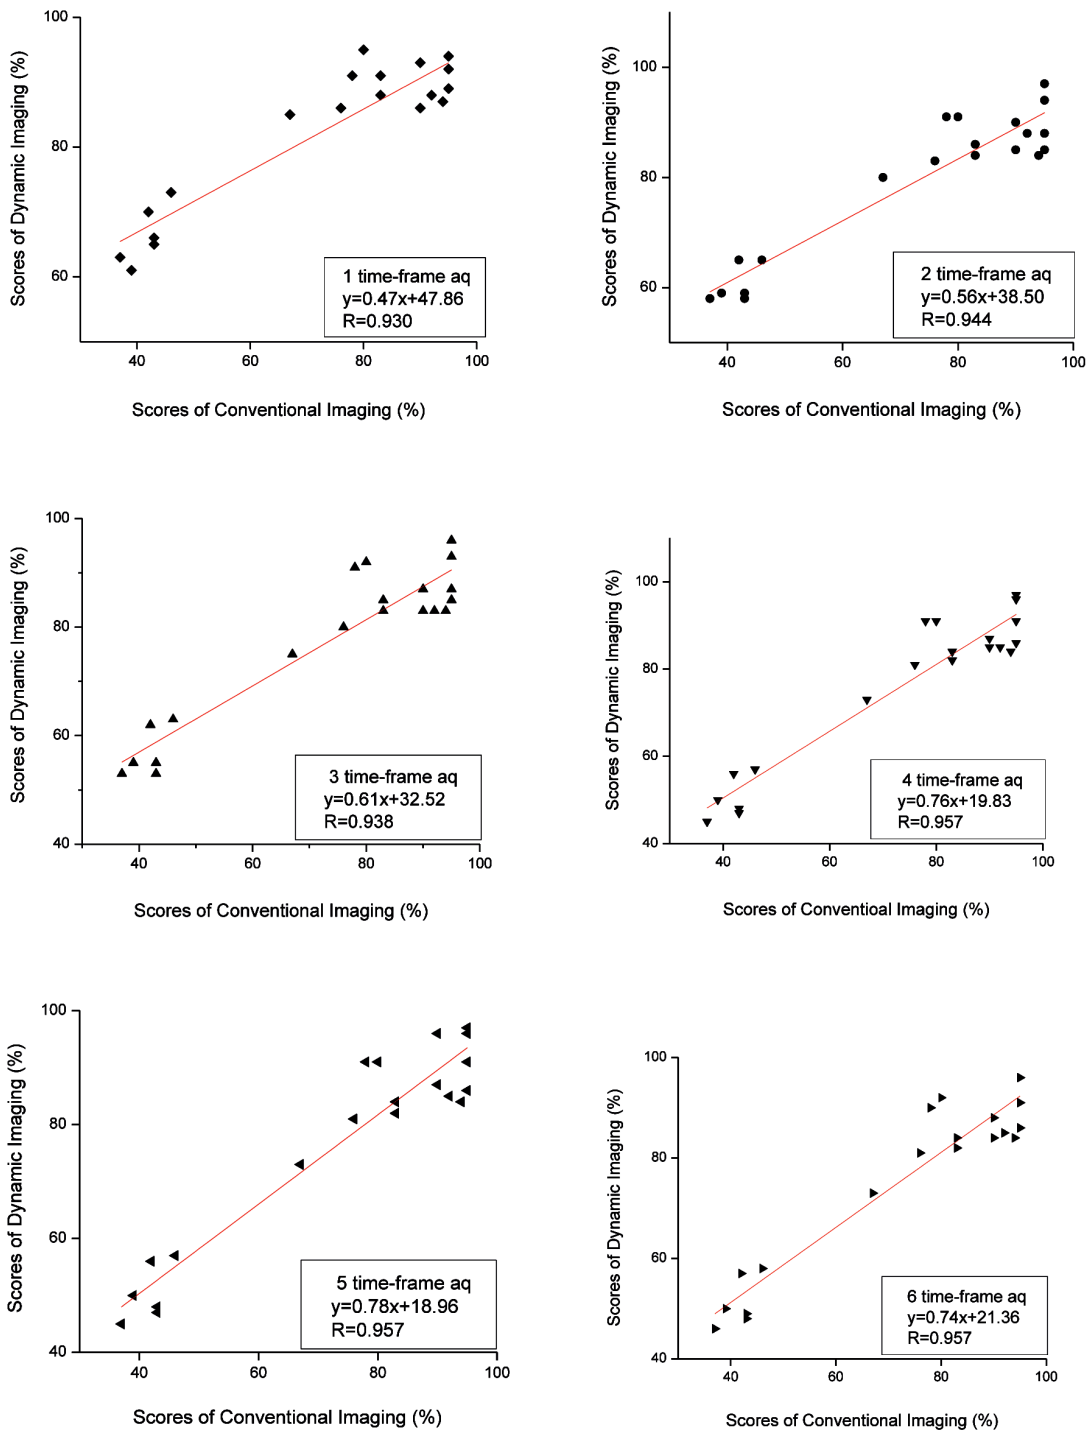 100
80
60
40
60
80
100
Scores of Dynamic Imaging (%)
Scores of Conventional Imaging (%)
1 time-frame aq
y=0.47x+47.86
R=0.930
100
80
60
40
60
80
100
Scores of Dynamic Imaging (%)
Scores of Conventional Imaging (%)
2 time-frame aq
y=0.56x+38.50
R=0.944
100
80
60
40
40
60
80
100
Scores of Dynamic Imaging (%)
Scores of Conventional Imaging (%)
3 time-frame aq
y=0.61x+32.52
R=0.938
100
80
60
40
40
60
80
100
Scores of Dynamic Imaging (%)
Scores of Conventioal Imaging (%)
4 time-frame aq
y=0.76x+19.83
R=0.957
100
80
60
40
40
60
80
100
Scores of Dynamic Imaging (%)
Scores of Conventional Imaging (%)
5 time-frame aq
y=0.78x+18.96
R=0.957
100
80
60
40
40
60
80
100
Scores of Dynamic Imaging (%)
Scores of Conventional Imaging (%)
6 time-frame aq
y=0.74x+21.36
R=0.957